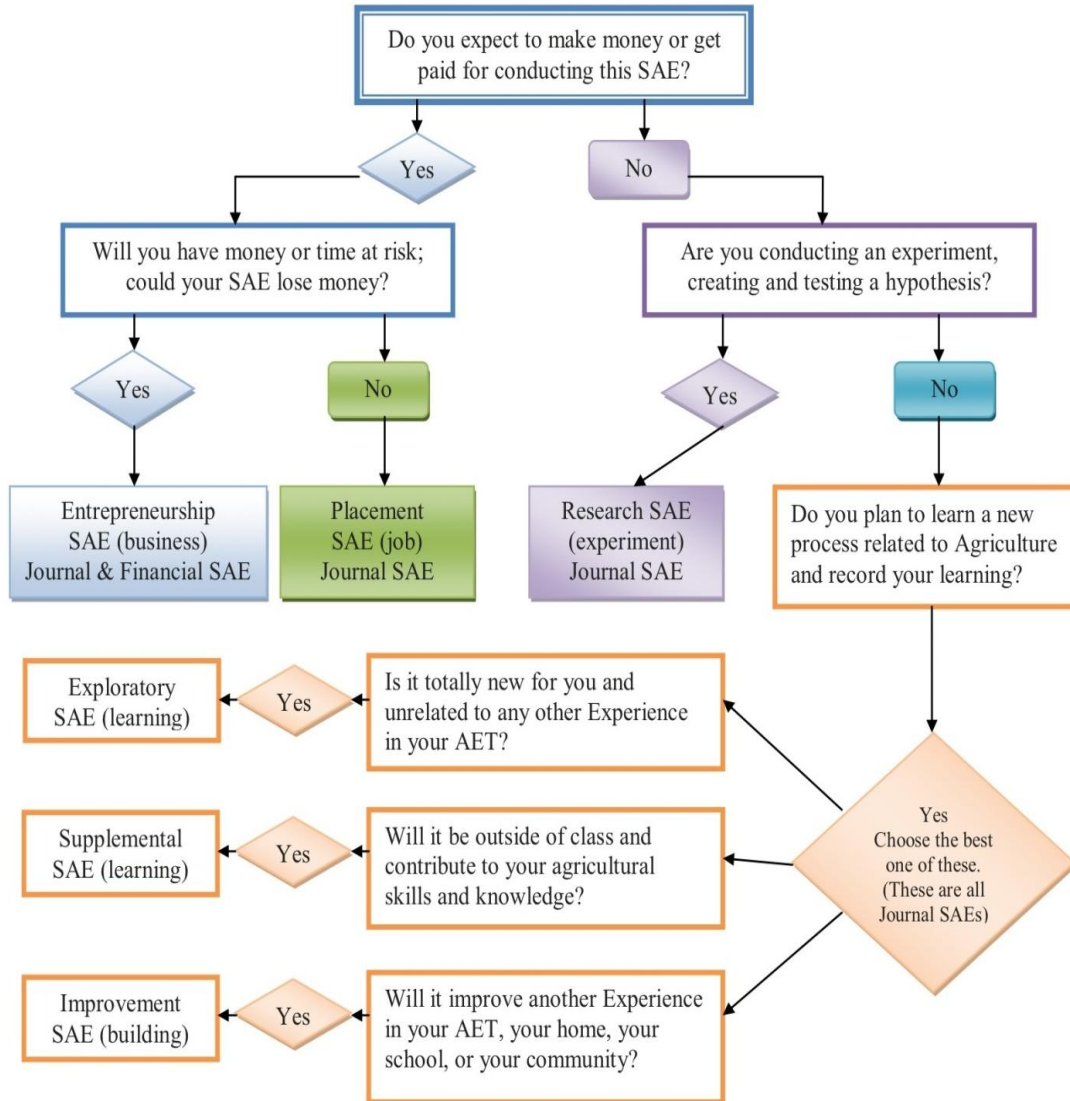 Do you expect to make money or get
paid for conducting this SAE?
Yes
No
Will you have money or time at risk;
could your SAE lose money?
Are you conducting an experiment,
creating and testing a hypothesis?
Yes
No
Yes
No
Entrepreneurship
SAE (business)
Journal & Financial SAE
Placement
SAE (job)
Journal SAE
Research SAE
(experiment)
Journal SAE
Do you plan to learn a new
process related to Agriculture
and record your learning?
Exploratory
SAE (learning)
Yes
Is it totally new for you and
unrelated to any other Experience
in your AET?
Supplemental
SAE (learning)
Yes
Will it be outside of class and
contribute to your agricultural
skills and knowledge?
Yes
Choose the best
one of these.
(These are all
Journal SAEs)
Improvement
SAE (building)
Yes
Will it improve another Experience
in your AET, your home, your
school, or your community?